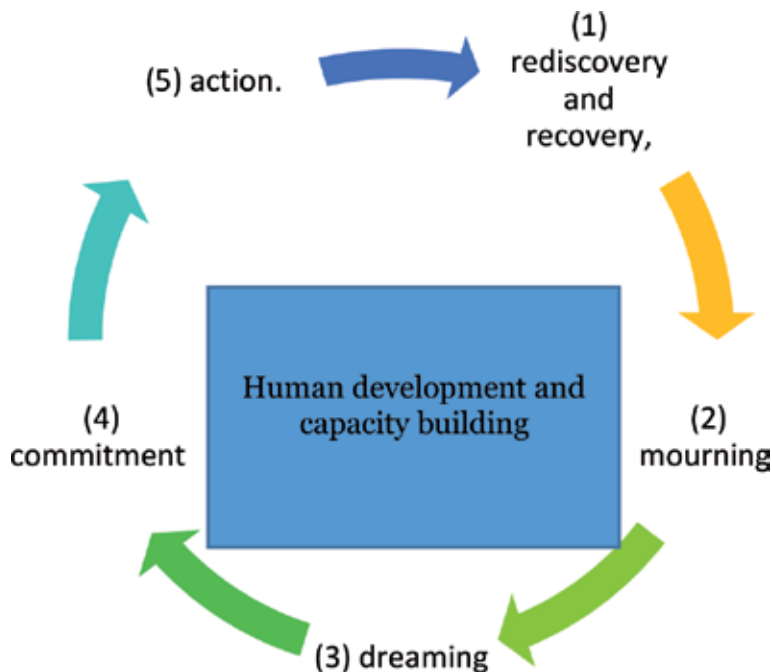 (1)
rediscovery
and
recovery,
(2)
mourning
(3) dreaming
(4)
commitment
(5) action.
Human development and
capacity building